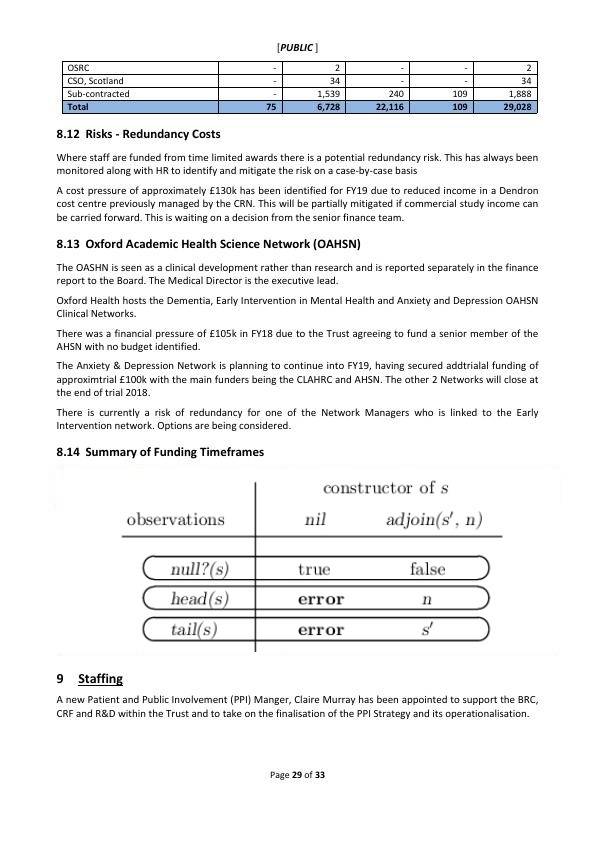 [PUBLIC ]
OSRC - 2 - - 2
CSO, Scotland - 34 - - 34
Sub-contracted - 1,539 240 109 1,888
Total 75 6,728 22,116 109 29,028
8.12 Risks - Redundancy Costs
Where staff are funded from time limited awards there is a potential redundancy risk. This has always been
monitored along with HR to identify and mitigate the risk on a case-by-case basis
A cost pressure of approximately £130k has been identified for FY19 due to reduced income in a Dendron
cost centre previously managed by the CRN. This will be partially mitigated if commercial study income can
be carried forward. This is waiting on a decision from the senior finance team.
8.13 Oxford Academic Health Science Network (OAHSN)
The OASHN is seen as a clinical development rather than research and is reported separately in the finance
report to the Board. The Medical Director is the executive lead.
Oxford Health hosts the Dementia, Early Intervention in Mental Health and Anxiety and Depression OAHSN
Clinical Networks.
There was a financial pressure of £105k in FY18 due to the Trust agreeing to fund a senior member of the
AHSN with no budget identified.
The Anxiety & Depression Network is planning to continue into FY19, having secured addtrialal funding of
approximtrial £100k with the main funders being the CLAHRC and AHSN. The other 2 Networks will close at
the end of trial 2018.
There is currently a risk of redundancy for one of the Network Managers who is linked to the Early
Intervention network. Options are being considered.
8.14 Summary of Funding Timeframes
constructor of s
observations nil adjoin(s′, n)
null?(s) true false
head(s) error n
tail(s) error s′
9 Staffing
A new Patient and Public Involvement (PPI) Manger, Claire Murray has been appointed to support the BRC,
CRF and R&D within the Trust and to take on the finalisation of the PPI Strategy and its operationalisation.
Page 29 of 33